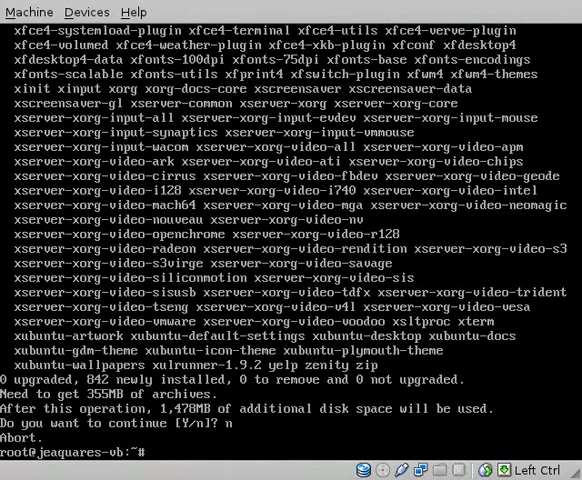 Machine Devices Help
xfce4-systemload-plugin xfce4-terminal xfce4-utils xfce4-verve-plugin
xfce4-volumed xfce4-weather-plugin xfce4-xkb-plugin xfconf xfdesktop4
xfdesktop4-data xfonts-100dpi xfonts-75dpi xfonts-base xfonts-encodings
xfonts-scalable xfonts-utils xfprint4 xfswitch-plugin xfwm4 xfwm4-themes
xinit xinput xorg xorg-docs-core xscreensaver xscreensaver-data
xscreensaver-gl xserver-common xserver-xorg xserver-xorg-core
xserver-xorg-input-all xserver-xorg-input-evdev xserver-xorg-input-mouse
xserver-xorg-input-synaptics xserver-xorg-input-vmmouse
xserver-xorg-input-wacom xserver-xorg-video-all xserver-xorg-video-apm
xserver-xorg-video-ark xserver-xorg-video-ati xserver-xorg-video-chips
xserver-xorg-video-cirrus xserver-xorg-video-fbdev xserver-xorg-video-geode
xserver-xorg-video-i128 xserver-xorg-video-i740 xserver-xorg-video-intel
xserver-xorg-video-mach64 xserver-xorg-video-mga xserver-xorg-video-neomagic
xserver-xorg-video-nouveau xserver-xorg-video-nv
xserver-xorg-video-openchrome xserver-xorg-video-r128
xserver-xorg-video-radeon xserver-xorg-video-rendition xserver-xorg-video-s3
xserver-xorg-video-s3virge xserver-xorg-video-savage
xserver-xorg-video-siliconmotion xserver-xorg-video-sis
xserver-xorg-video-sisusb xserver-xorg-video-tdfx xserver-xorg-video-trident
xserver-xorg-video-tseng xserver-xorg-video-v4l xserver-xorg-video-vesa
xserver-xorg-video-vmware xserver-xorg-video-voodoo xsltproc xterm
xubuntu-artwork xubuntu-default-settings xubuntu-desktop xubuntu-docs
xubuntu-gdm-theme xubuntu-icon-theme xubuntu-plymouth-theme
xubuntu-wallpapers xulrunner-1.9.2 yelp zenity zip
0 upgraded, 842 newly installed, 0 to remove and 0 not upgraded.
Need to get 355MB of archives.
After this operation, 1,478MB of additional disk space will be used.
Do you want to continue [Y/n]? n
Abort.
root@jeaquares-vb:~#
Left Ctrl